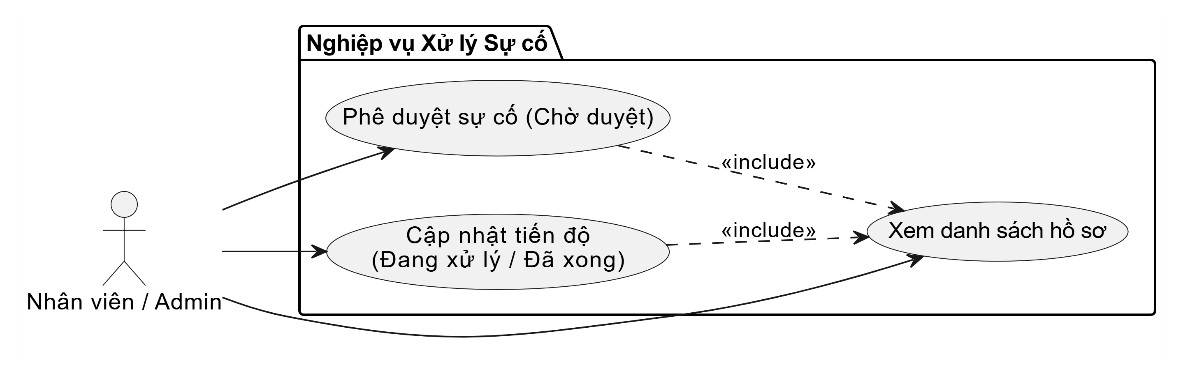 Nghiệp vụ Xử lý Sự cố
Phê duyệt sự cố (Chờ duyệt)
«include»
Cập nhật tiến độ
(Đang xử lý / Đã xong)
«include»
Xem danh sách hồ sơ
Nhân viên / Admin